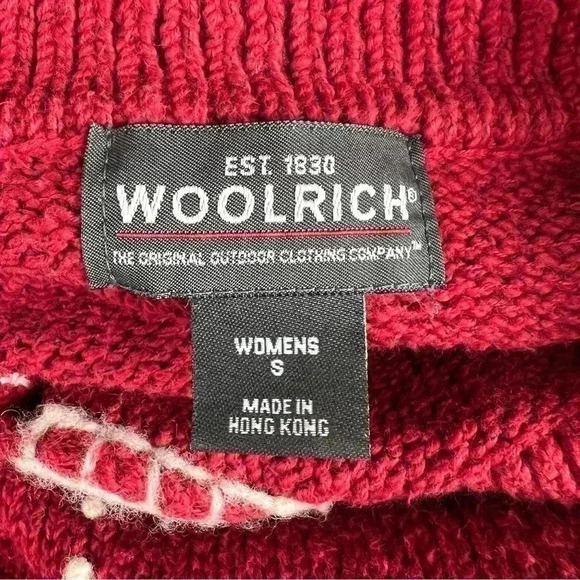 EST. 1830
WOOLRICH®
THE ORIGINAL OUTDOOR CLOTHING COMPANY™
WOMENS
S
MADE IN
HONG KONG